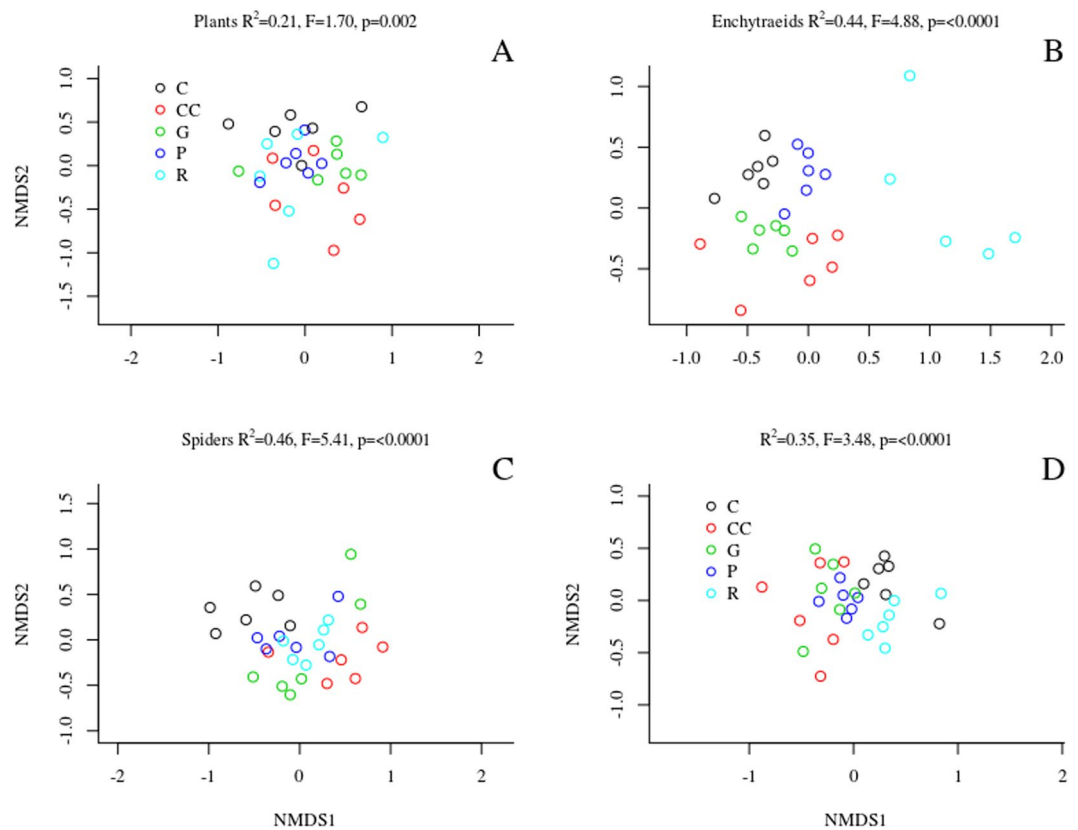 Plants R²=0.21, F=1.70, p=0.002
A
1.0
0.5
0.0
-0.5
-1.0
-1.5
NMDS2
C
CC
G
P
R
-2 -1 0 1 2
Enchytraeids R²=0.44, F=4.88, p=<0.0001
B
1.0
0.5
0.0
-0.5
-1.0 -0.5 0.0 0.5 1.0 1.5 2.0
Spiders R²=0.46, F=5.41, p=<0.0001
C
1.5
1.0
0.5
0.0
-0.5
-1.0
-2 -1 0 1 2
NMDS1
R²=0.35, F=3.48, p=<0.0001
D
1.0
0.5
0.0
-0.5
-1.0
NMDS2
C
CC
G
P
R
-1 0 1 2
NMDS1